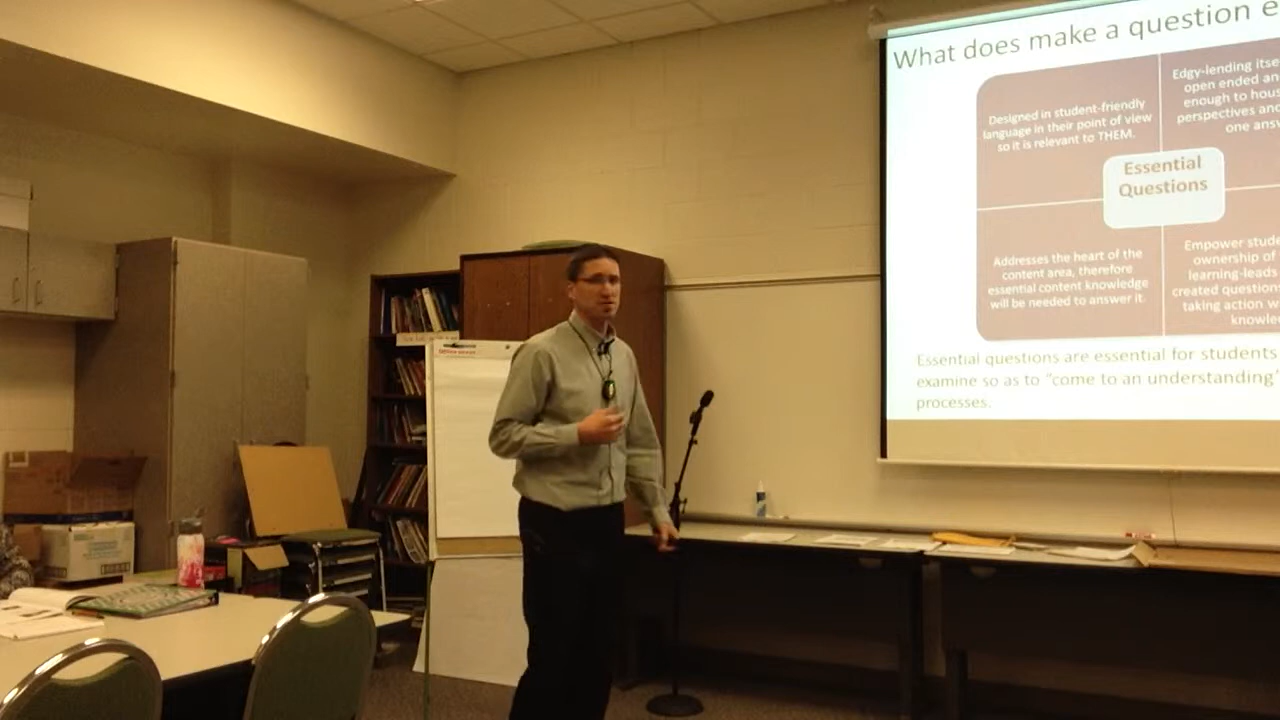 What does make a question e
Designed in student-friendly
language in their point of view
so it is relevant to THEM.
Edgy-lending itse
open ended an
enough to hous
perspectives and
one answ
Essential
Questions
Addresses the heart of the
content area, therefore
essential content knowledge
will be needed to answer it.
Empower stude
ownership of
learning-leads
created questions
taking action w
knowled
Essential questions are essential for students
examine so as to "come to an understanding"
processes.